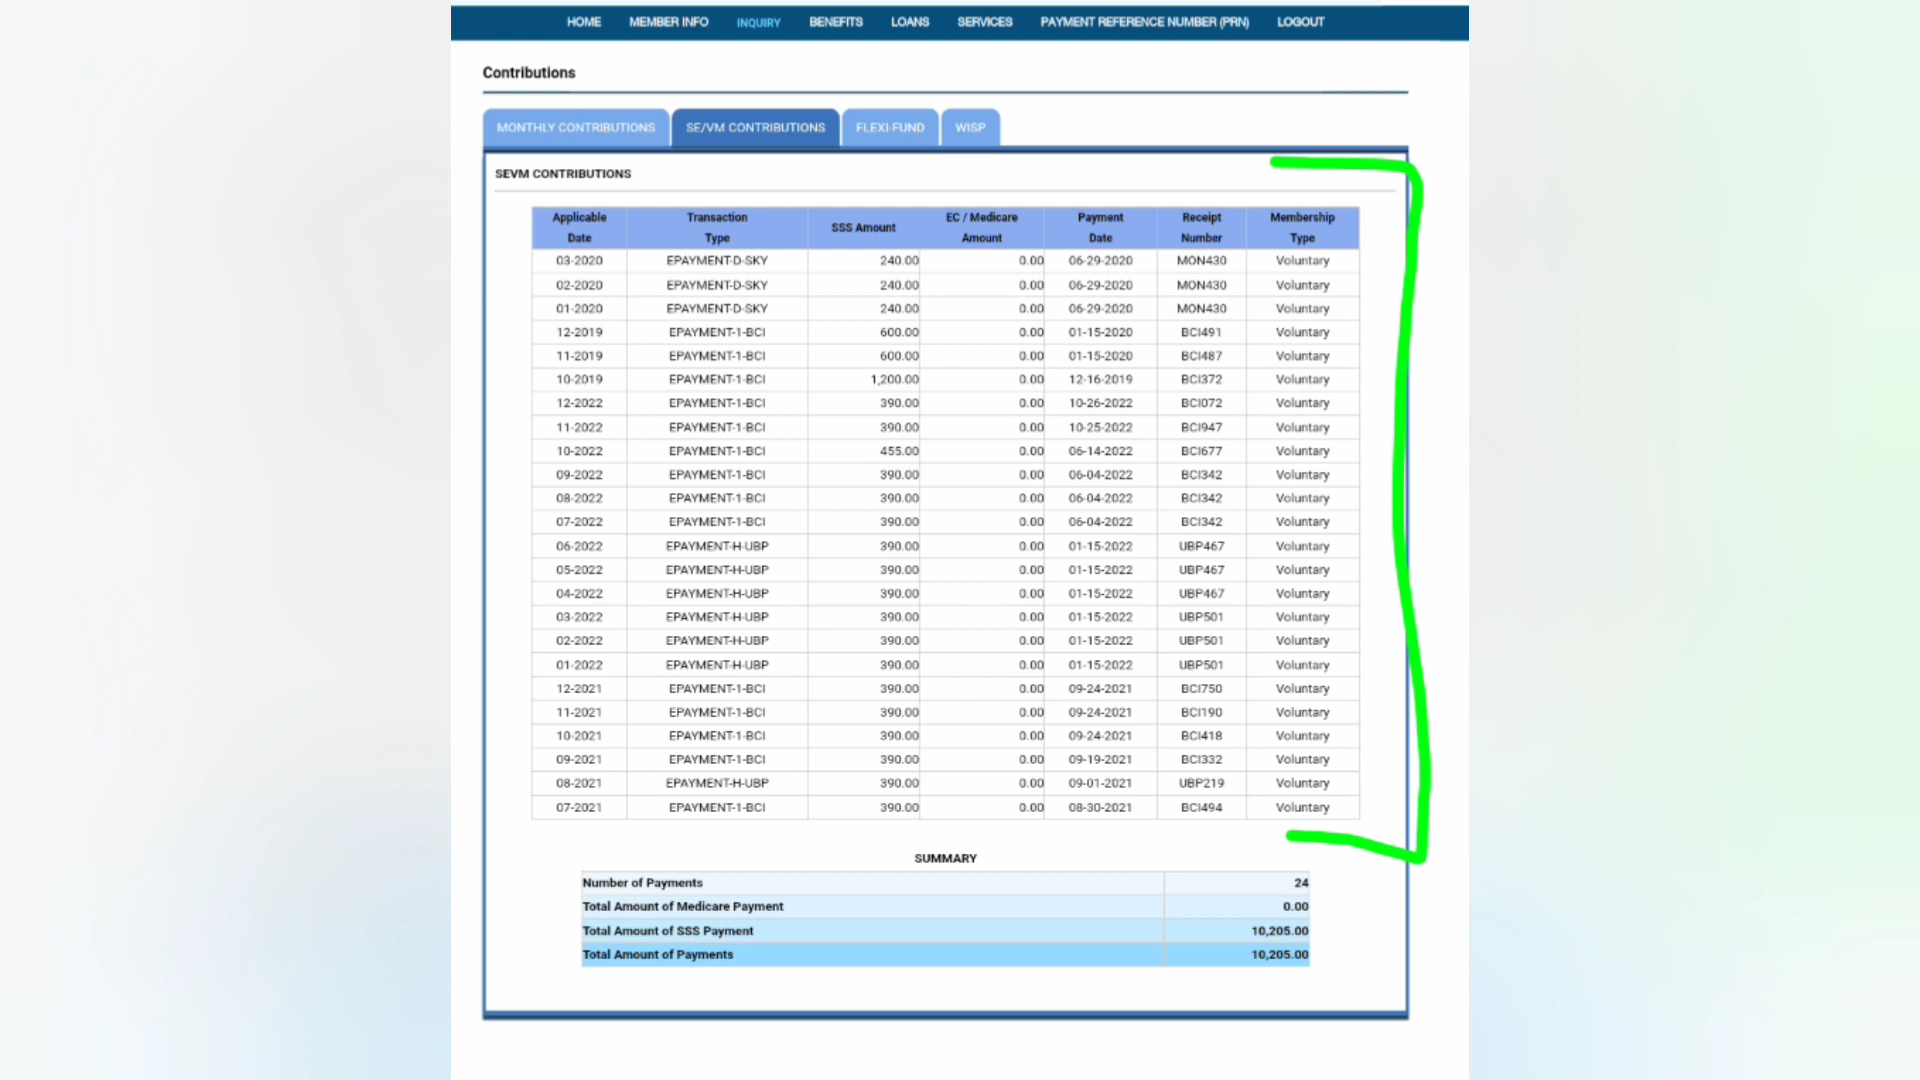 HOME MEMBER INFO INQUIRY BENEFITS LOANS SERVICES PAYMENT REFERENCE NUMBER (PRN) LOGOUT
Contributions
MONTHLY CONTRIBUTIONS SE/VM CONTRIBUTIONS FLEXI-FUND WISP
SEVM CONTRIBUTIONS
Applicable Date Transaction Type SSS Amount EC / Medicare Amount Payment Date Receipt Number Membership Type
03-2020 EPAYMENT-D-SKY 240.00 0.00 06-29-2020 MON430 Voluntary
02-2020 EPAYMENT-D-SKY 240.00 0.00 06-29-2020 MON430 Voluntary
01-2020 EPAYMENT-D-SKY 240.00 0.00 06-29-2020 MON430 Voluntary
12-2019 EPAYMENT-1-BCI 600.00 0.00 01-15-2020 BCI491 Voluntary
11-2019 EPAYMENT-1-BCI 600.00 0.00 01-15-2020 BCI487 Voluntary
10-2019 EPAYMENT-1-BCI 1,200.00 0.00 12-16-2019 BCI372 Voluntary
12-2022 EPAYMENT-1-BCI 390.00 0.00 10-26-2022 BCI072 Voluntary
11-2022 EPAYMENT-1-BCI 390.00 0.00 10-25-2022 BCI947 Voluntary
10-2022 EPAYMENT-1-BCI 455.00 0.00 06-14-2022 BCI677 Voluntary
09-2022 EPAYMENT-1-BCI 390.00 0.00 06-04-2022 BCI342 Voluntary
08-2022 EPAYMENT-1-BCI 390.00 0.00 06-04-2022 BCI342 Voluntary
07-2022 EPAYMENT-1-BCI 390.00 0.00 06-04-2022 BCI342 Voluntary
06-2022 EPAYMENT-H-UBP 390.00 0.00 01-15-2022 UBP467 Voluntary
05-2022 EPAYMENT-H-UBP 390.00 0.00 01-15-2022 UBP467 Voluntary
04-2022 EPAYMENT-H-UBP 390.00 0.00 01-15-2022 UBP467 Voluntary
03-2022 EPAYMENT-H-UBP 390.00 0.00 01-15-2022 UBP501 Voluntary
02-2022 EPAYMENT-H-UBP 390.00 0.00 01-15-2022 UBP501 Voluntary
01-2022 EPAYMENT-H-UBP 390.00 0.00 01-15-2022 UBP501 Voluntary
12-2021 EPAYMENT-1-BCI 390.00 0.00 09-24-2021 BCI750 Voluntary
11-2021 EPAYMENT-1-BCI 390.00 0.00 09-24-2021 BCI190 Voluntary
10-2021 EPAYMENT-1-BCI 390.00 0.00 09-24-2021 BCI418 Voluntary
09-2021 EPAYMENT-1-BCI 390.00 0.00 09-19-2021 BCI332 Voluntary
08-2021 EPAYMENT-H-UBP 390.00 0.00 09-01-2021 UBP219 Voluntary
07-2021 EPAYMENT-1-BCI 390.00 0.00 08-30-2021 BCI494 Voluntary
SUMMARY
Number of Payments 24
Total Amount of Medicare Payment 0.00
Total Amount of SSS Payment 10,205.00
Total Amount of Payments 10,205.00